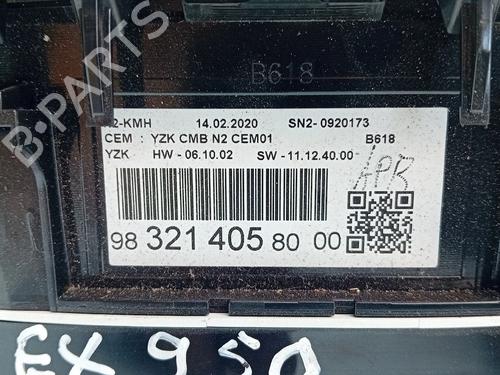 B618
2-KMH 14.02.2020 SN2- 0920173
CEM : YZK CMB N2 CEM01 B618
YZK HW - 06.10.02 SW - 11.12.40.00
APR
98 321 405 80 00
EX 950
B-PARTS